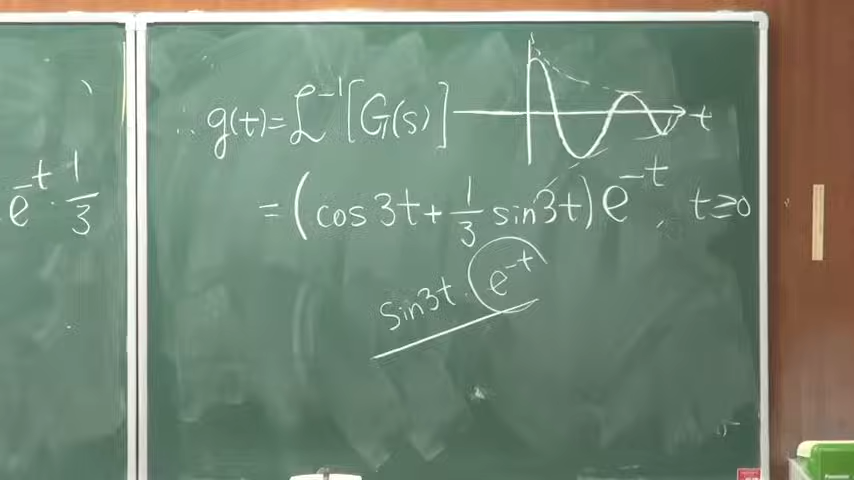 e^{-t} · 1/3
∴ g(t) = ℒ^{-1}[G(s)]
t
= (cos 3t + 1/3 sin 3t) e^{-t}, t ≥ 0
sin 3t · e^{-t}